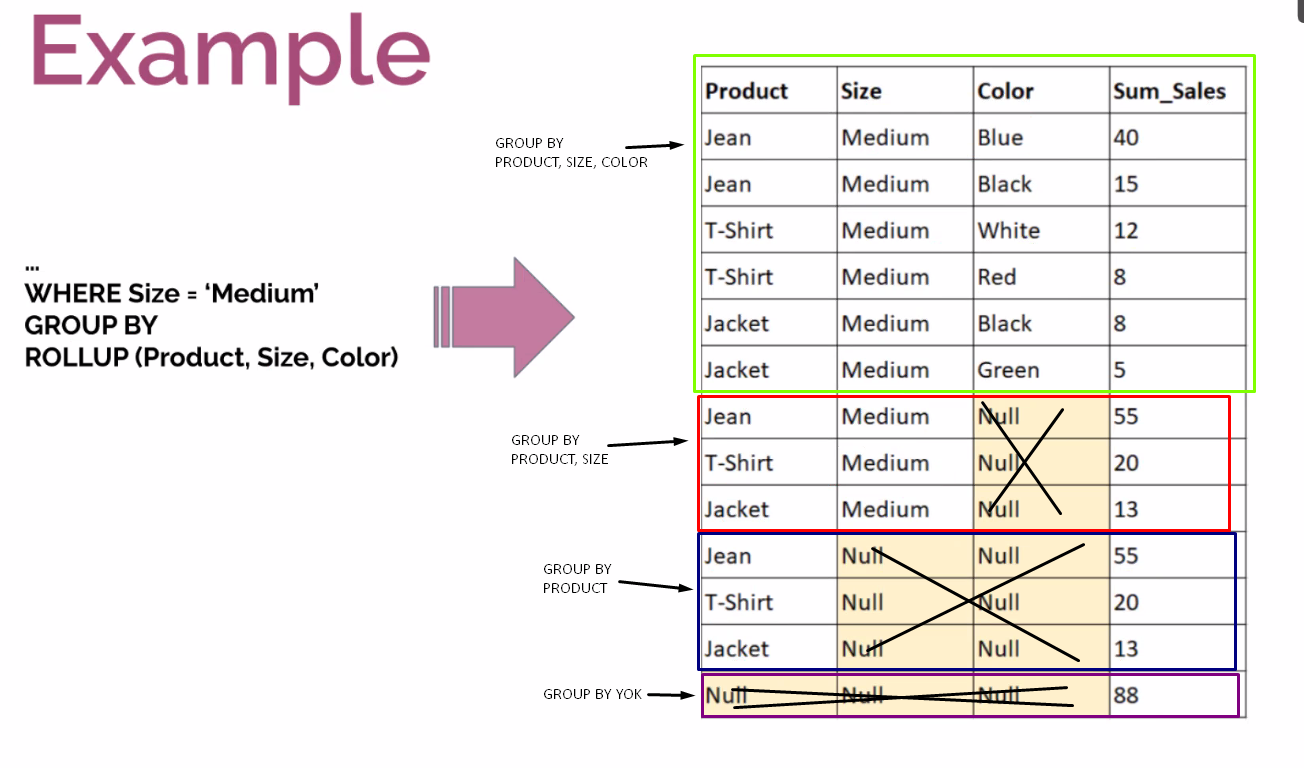 Example
...
WHERE Size = ‘Medium’
GROUP BY
ROLLUP (Product, Size, Color)
GROUP BY
PRODUCT, SIZE, COLOR
GROUP BY
PRODUCT, SIZE
GROUP BY
PRODUCT
GROUP BY YOK
Product Size Color Sum_Sales
Jean Medium Blue 40
Jean Medium Black 15
T-Shirt Medium White 12
T-Shirt Medium Red 8
Jacket Medium Black 8
Jacket Medium Green 5
Jean Medium Null 55
T-Shirt Medium Null 20
Jacket Medium Null 13
Jean Null Null 55
T-Shirt Null Null 20
Jacket Null Null 13
Null Null Null 88